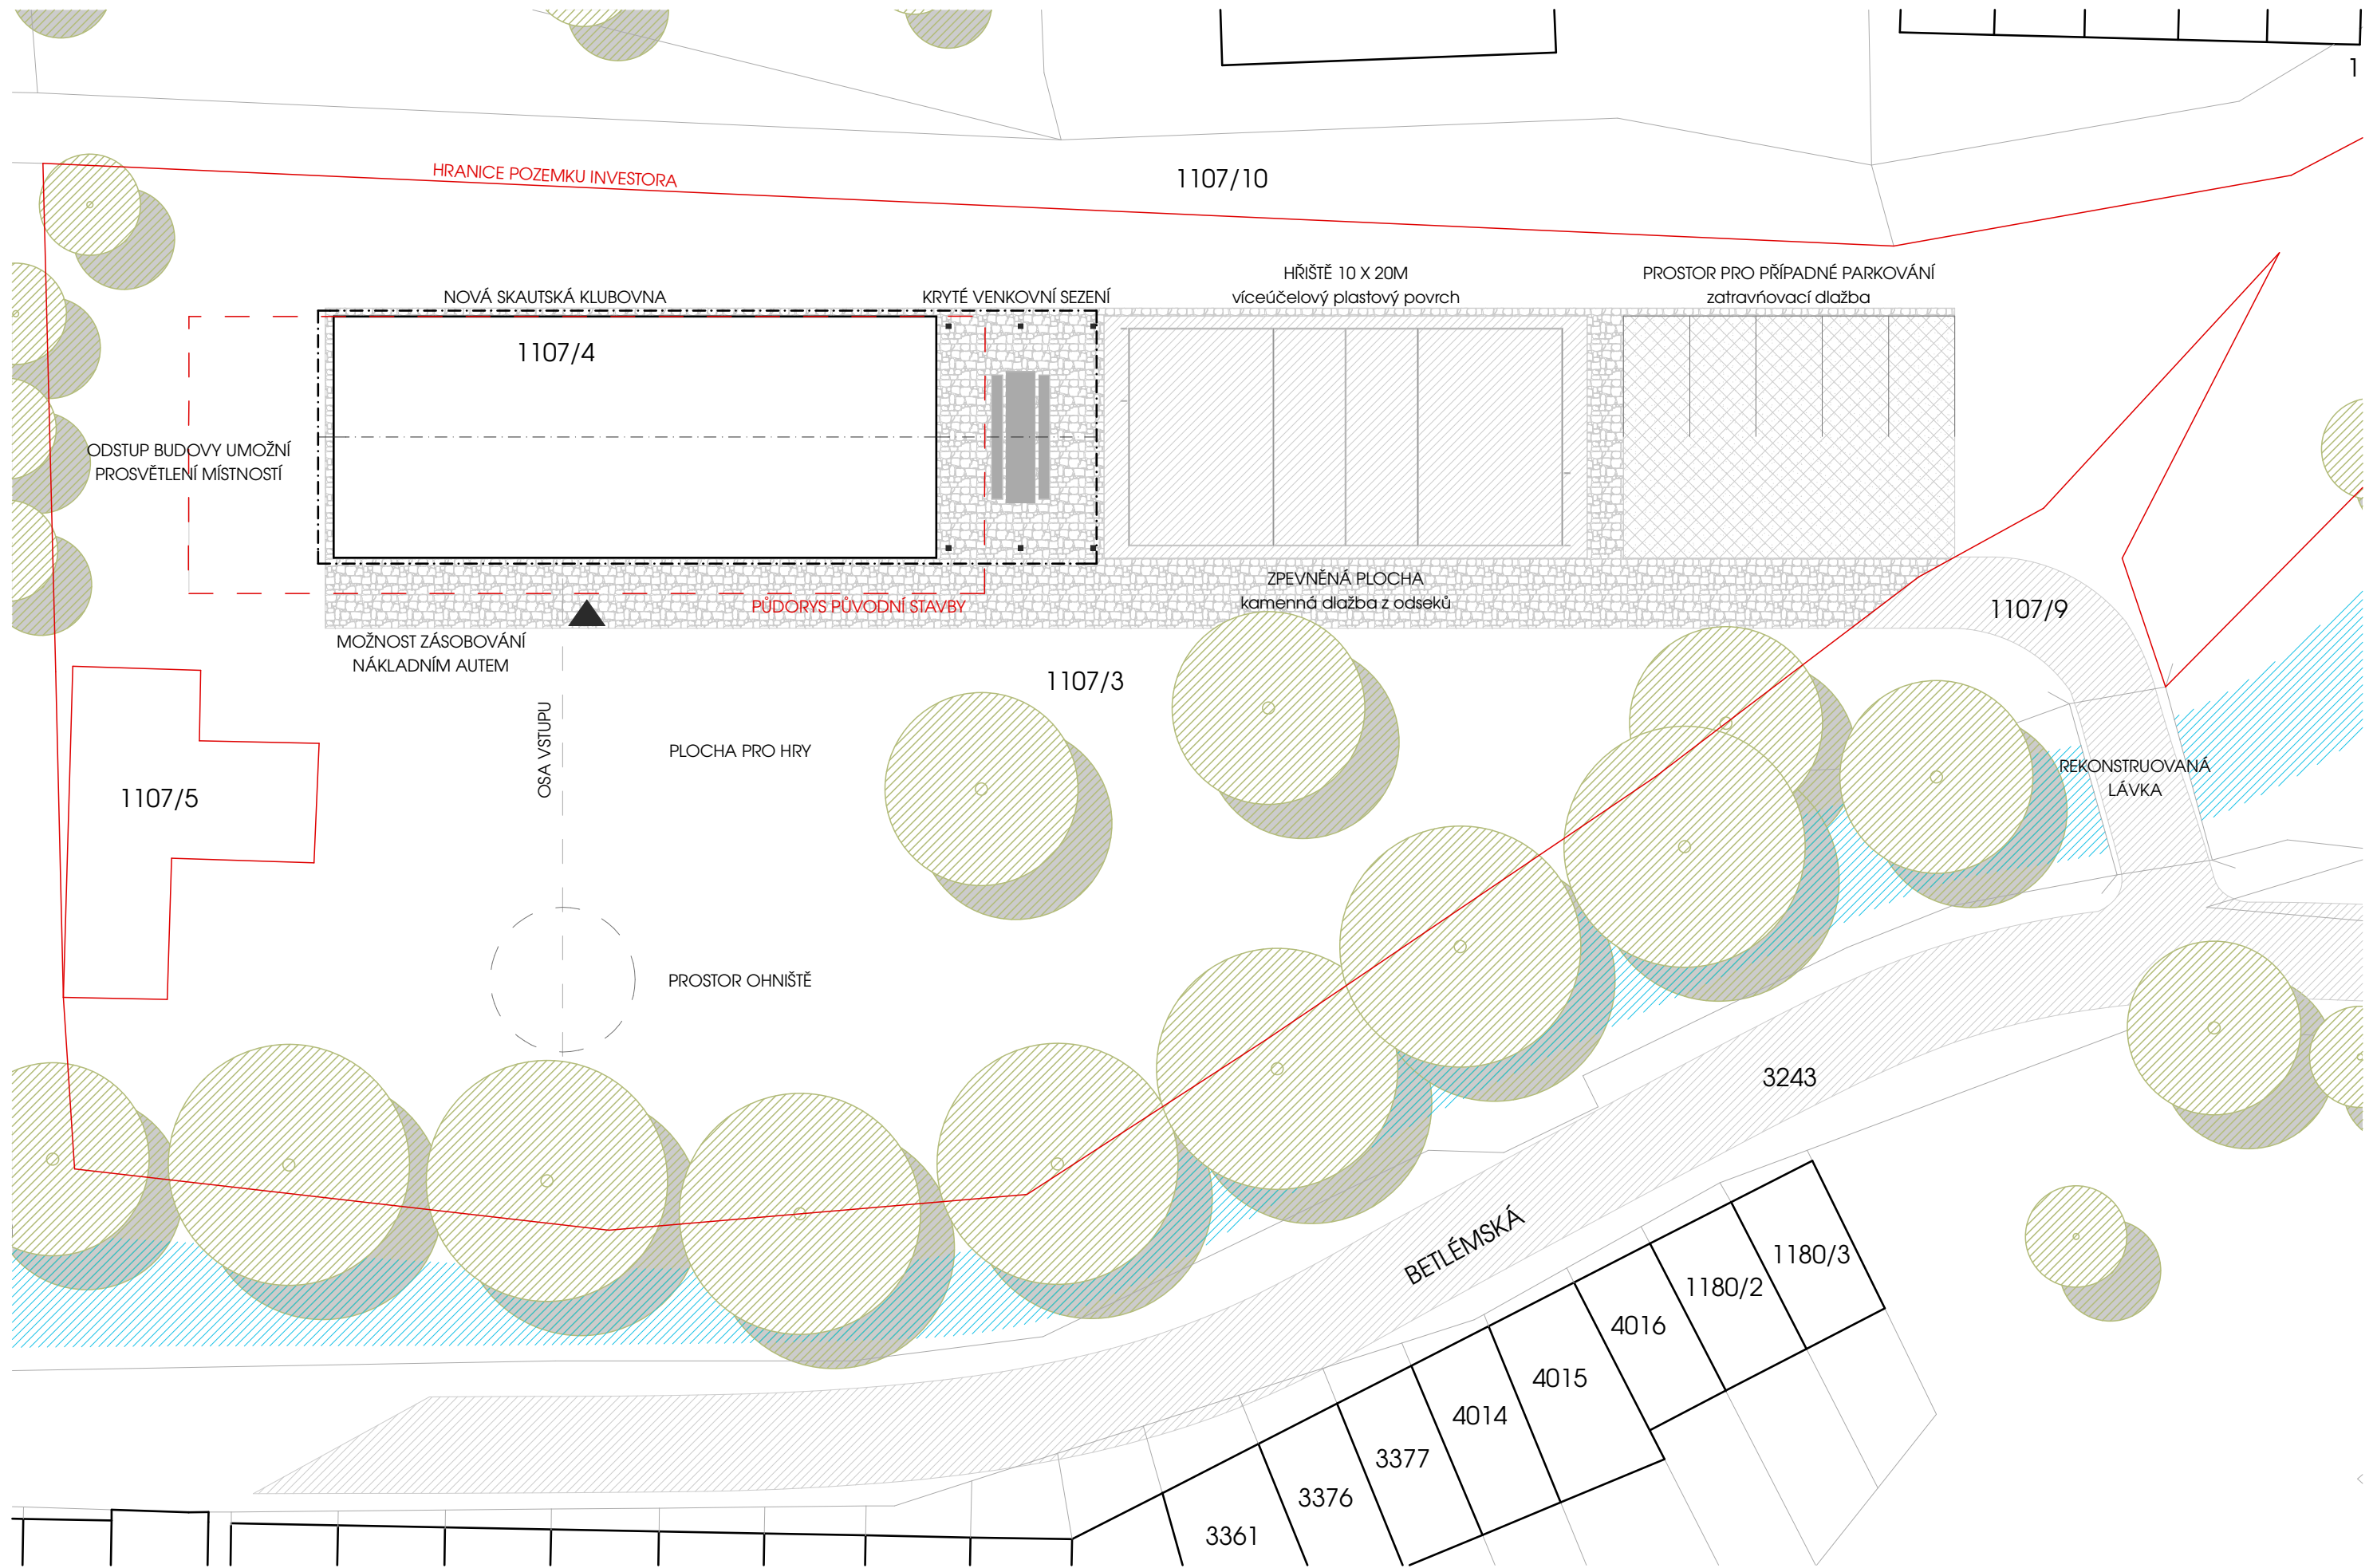 1
HRANICE POZEMKU INVESTORA
1107/10
HŘIŠTĚ 10 X 20M
víceúčelový plastový povrch
PROSTOR PRO PŘÍPADNÉ PARKOVÁNÍ
zatravňovací dlažba
NOVÁ SKAUTSKÁ KLUBOVNA
KRYTÉ VENKOVNÍ SEZENÍ
1107/4
ODSTUP BUDOVY UMOŽNÍ
PROSVĚTLENÍ MÍSTNOSTÍ
ZPEVNĚNÁ PLOCHA
kamenná dlažba z odseků
PŮDORYS PŮVODNÍ STAVBY
1107/9
MOŽNOST ZÁSOBOVÁNÍ
NÁKLADNÍM AUTEM
1107/3
OSA VSTUPU
PLOCHA PRO HRY
REKONSTRUOVANÁ
LÁVKA
1107/5
PROSTOR OHNIŠTĚ
3243
BETLÉMSKÁ
1180/3
1180/2
4016
4015
4014
3377
3376
3361